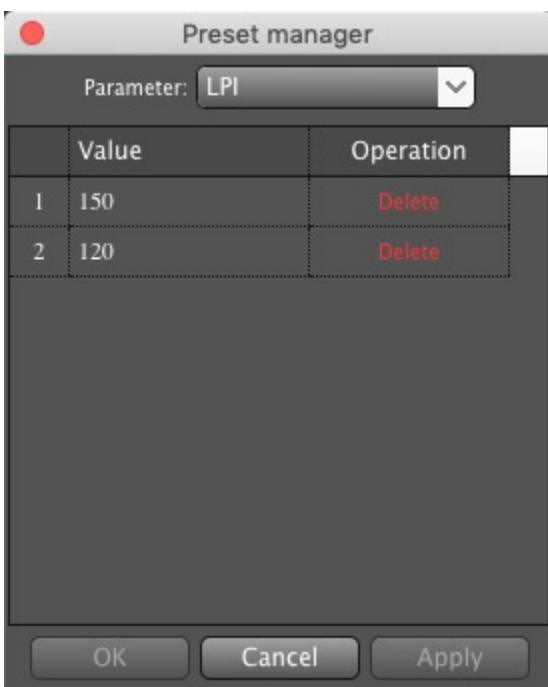 Preset manager
Parameter: LPI
Value Operation
1 150 Delete
2 120 Delete
OK Cancel Apply